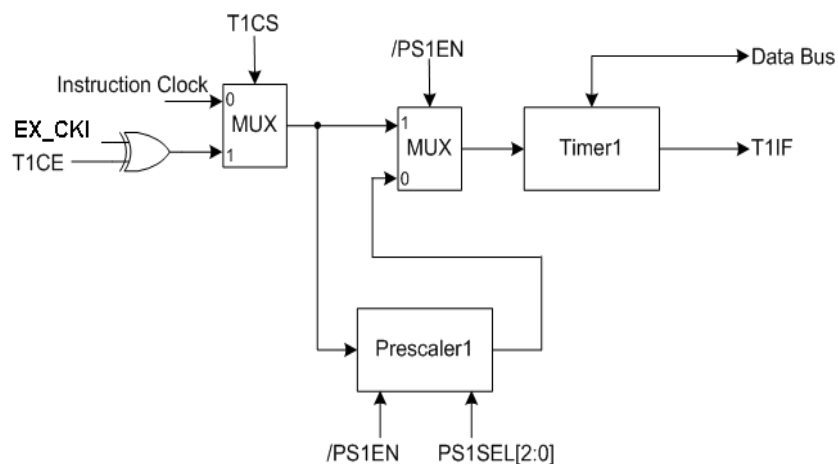 T1CS
/PS1EN
Data Bus
Instruction Clock
0
MUX
EX_CKI
1
T1CE
1
MUX
0
Timer1
T1IF
Prescaler1
/PS1EN
PS1SEL[2:0]